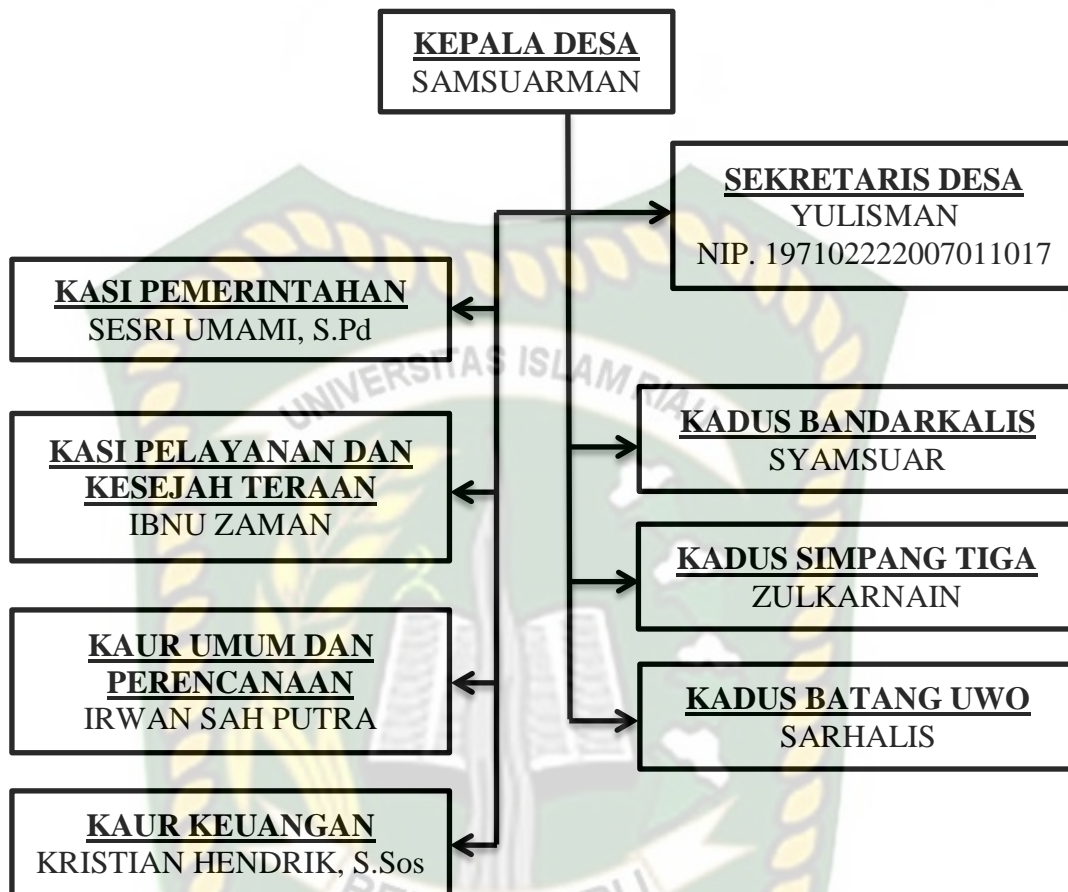 KEPALA DESA
SAMSUARMAN
SEKRETARIS DESA
YULISMAN
NIP. 197102222007011017
KASI PEMERINTAHAN
SESRI UMAMI, S.Pd
UNIVERSITAS ISLAM RIAU
KADUS BANDARKALIS
SYAMSUAR
KASI PELAYANAN DAN
KESEJAH TERAAN
IBNU ZAMAN
KADUS SIMPANG TIGA
ZULKARNAIN
KAUR UMUM DAN
PERENCANAAN
IRWAN SAH PUTRA
KADUS BATANG UWO
SARHALIS
KAUR KEUANGAN
KRISTIAN HENDRIK, S.Sos